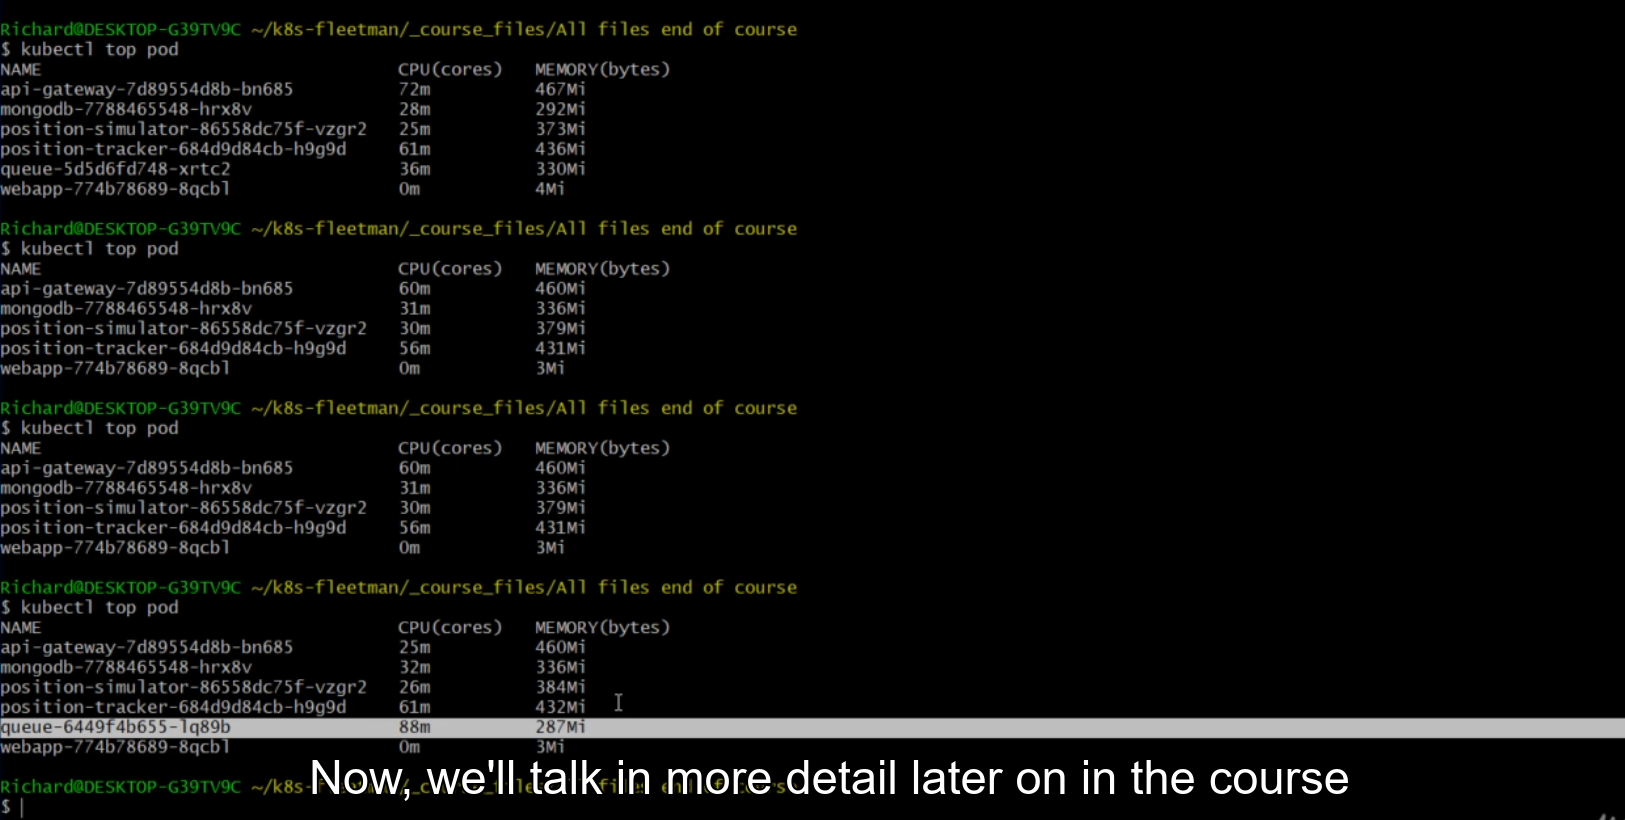 Richard@DESKTOP-G39TV9C ~/k8s-fleetman/_course_files/All files end of course
$ kubectl top pod
NAME CPU(cores) MEMORY(bytes)
api-gateway-7d89554d8b-bn685 72m 467Mi
mongodb-7788465548-hrx8v 28m 292Mi
position-simulator-86558dc75f-vzgr2 25m 373Mi
position-tracker-684d9d84cb-h9g9d 61m 436Mi
queue-5d5d6fd748-xrtc2 36m 330Mi
webapp-774b78689-8qcbl 0m 4Mi
Richard@DESKTOP-G39TV9C ~/k8s-fleetman/_course_files/All files end of course
$ kubectl top pod
NAME CPU(cores) MEMORY(bytes)
api-gateway-7d89554d8b-bn685 60m 460Mi
mongodb-7788465548-hrx8v 31m 336Mi
position-simulator-86558dc75f-vzgr2 30m 379Mi
position-tracker-684d9d84cb-h9g9d 56m 431Mi
webapp-774b78689-8qcbl 0m 3Mi
Richard@DESKTOP-G39TV9C ~/k8s-fleetman/_course_files/All files end of course
$ kubectl top pod
NAME CPU(cores) MEMORY(bytes)
api-gateway-7d89554d8b-bn685 60m 460Mi
mongodb-7788465548-hrx8v 31m 336Mi
position-simulator-86558dc75f-vzgr2 30m 379Mi
position-tracker-684d9d84cb-h9g9d 56m 431Mi
webapp-774b78689-8qcbl 0m 3Mi
Richard@DESKTOP-G39TV9C ~/k8s-fleetman/_course_files/All files end of course
$ kubectl top pod
NAME CPU(cores) MEMORY(bytes)
api-gateway-7d89554d8b-bn685 25m 460Mi
mongodb-7788465548-hrx8v 32m 336Mi
position-simulator-86558dc75f-vzgr2 26m 384Mi
position-tracker-684d9d84cb-h9g9d 61m 432Mi
queue-6449f4b655-lq89b 88m 287Mi
webapp-774b78689-8qcbl 0m 3Mi
Richard@DESKTOP-G39TV9C ~/k8s-
Now, we'll talk in more detail later on in the course
$